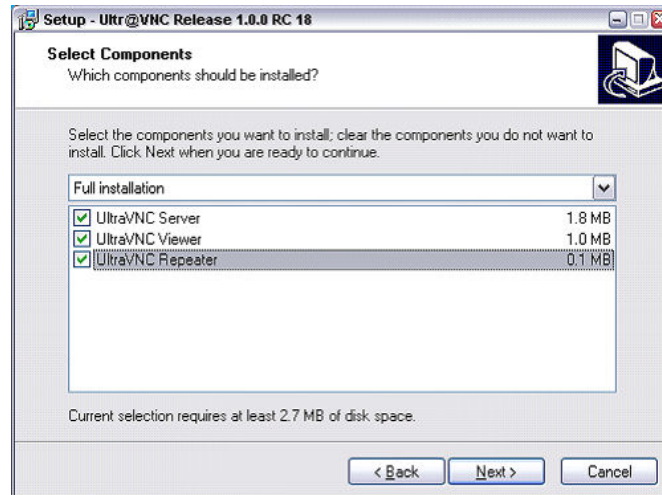 Setup - Ultr@VNC Release 1.0.0 RC 18
Select Components
Which components should be installed?
Select the components you want to install; clear the components you do not want to
install. Click Next when you are ready to continue.
Full installation
UltraVNC Server 1.8 MB
UltraVNC Viewer 1.0 MB
UltraVNC Repeater 0.1 MB
Current selection requires at least 2.7 MB of disk space.
< Back Next > Cancel